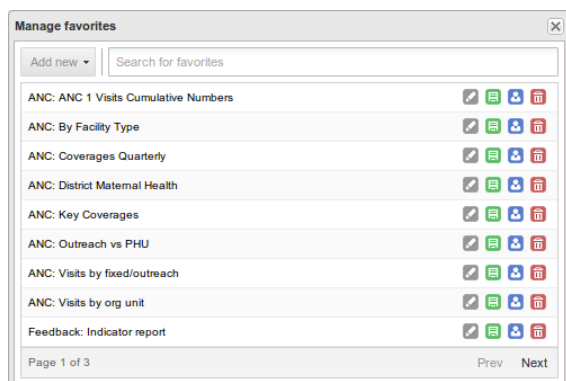 Manage favorites
Add new
Search for favorites
ANC: ANC 1 Visits Cumulative Numbers
ANC: By Facility Type
ANC: Coverages Quarterly
ANC: District Maternal Health
ANC: Key Coverages
ANC: Outreach vs PHU
ANC: Visits by fixed/outreach
ANC: Visits by org unit
Feedback: Indicator report
Page 1 of 3 Prev Next